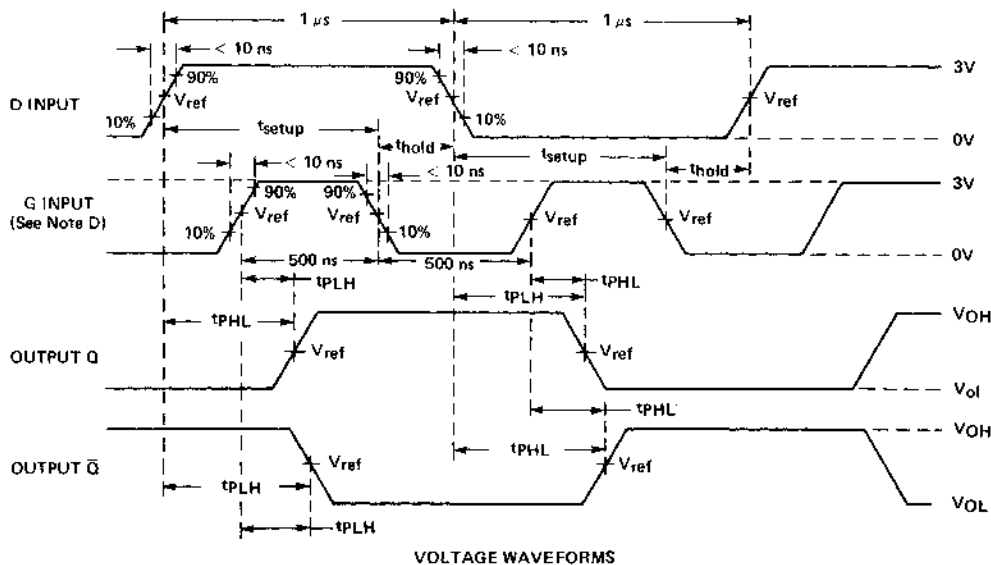 1 μs 1 μs
< 10 ns < 10 ns
90% 90% 3V
D INPUT Vref Vref Vref
10% 10%
tsetup 0V
thold tsetup
< 10 ns < 10 ns thold
90% 90% 3V
G INPUT Vref Vref Vref Vref
(See Note D)
10% 10%
0V
500 ns 500 ns
tPLH tPHL
tPLH
tPHL VOH
OUTPUT Q Vref Vref
Vol
tPHL
VOH
OUTPUT Q̅ Vref tPHL Vref
tPLH
VOL
tPLH
VOLTAGE WAVEFORMS